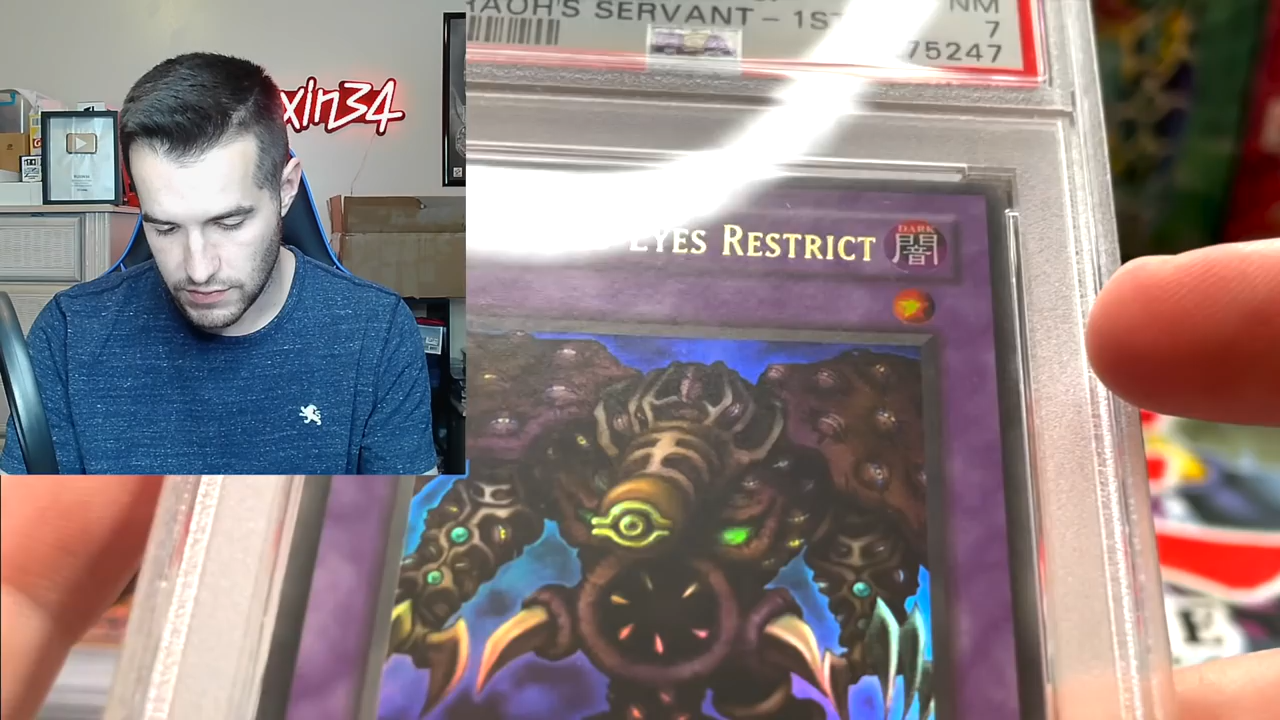 RAOH'S SERVANT - 1ST
NM
7
75247
xin34
EYES RESTRICT
DARK
闇
E